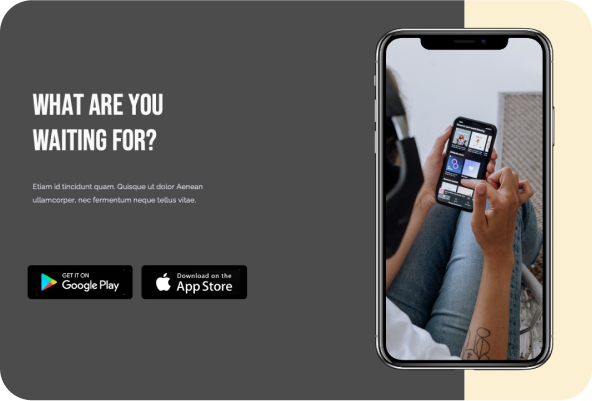 WHAT ARE YOU
WAITING FOR?
Etiam id tincidunt quam. Quisque ut dolor Aenean
ullamcorper, nec fermentum neque tellus vitae.
GET IT ON
Google Play
Download on the
App Store